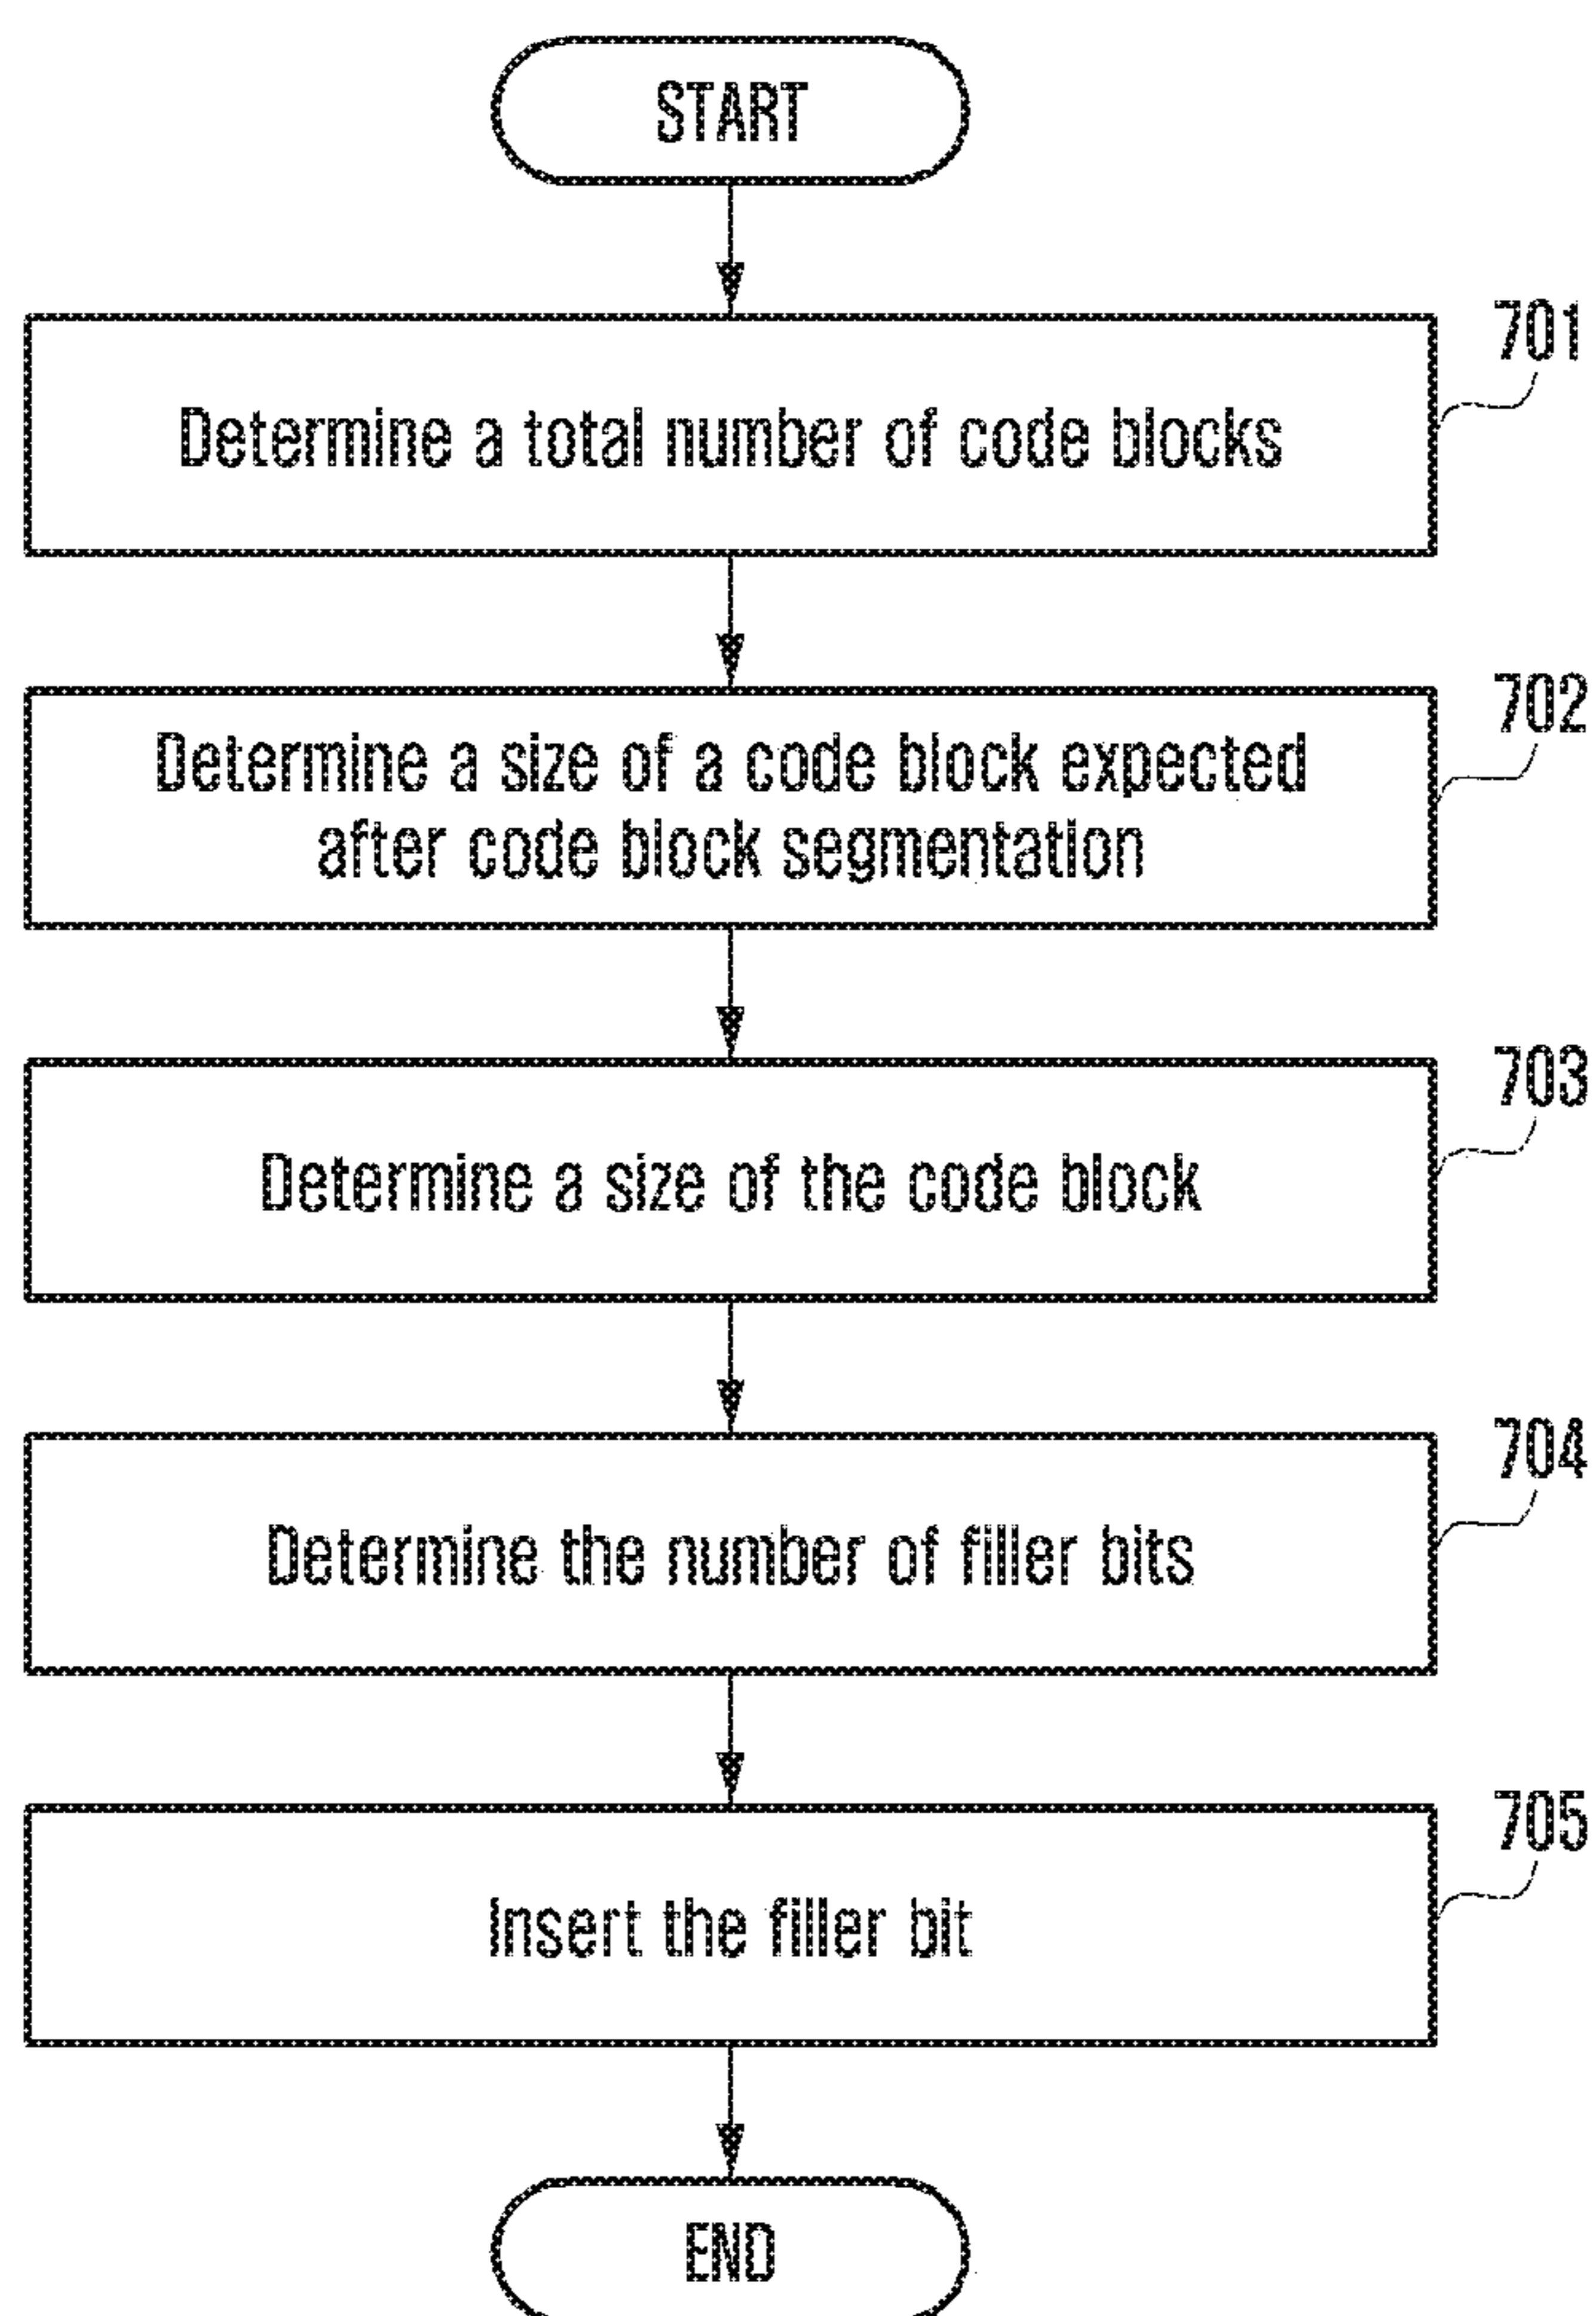 START
701
Determine a total number of code blocks
702
Determine a size of a code block expected
after code block segmentation
703
Determine a size of the code block
704
Determine the number of filler bits
705
Insert the filler bit
END